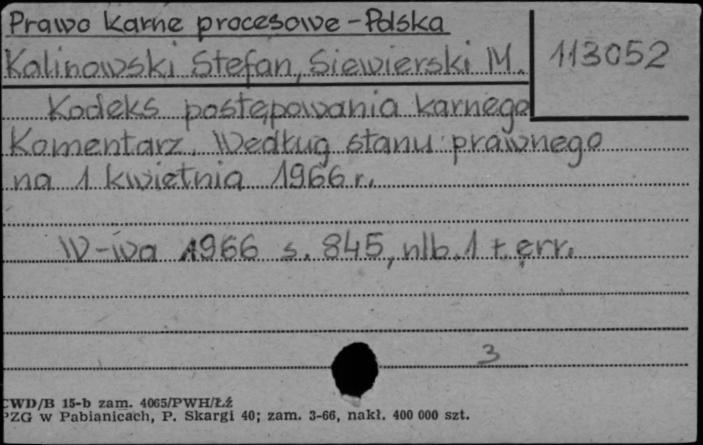 Prawo karne procesowe - Polska
Kalinowski Stefan, Siewierski M.
113052
Kodeks postępowania karnego
Komentarz. Według stanu prawnego
na 1 kwietnia 1966 r.
W-wa 1966 s. 845, nlb. 1 + err.
3
CWD/B 15-b zam. 4065/PWH/Łź
PZG w Pabianicach, P. Skargi 40; zam. 3-66, nakł. 400 000 szt.